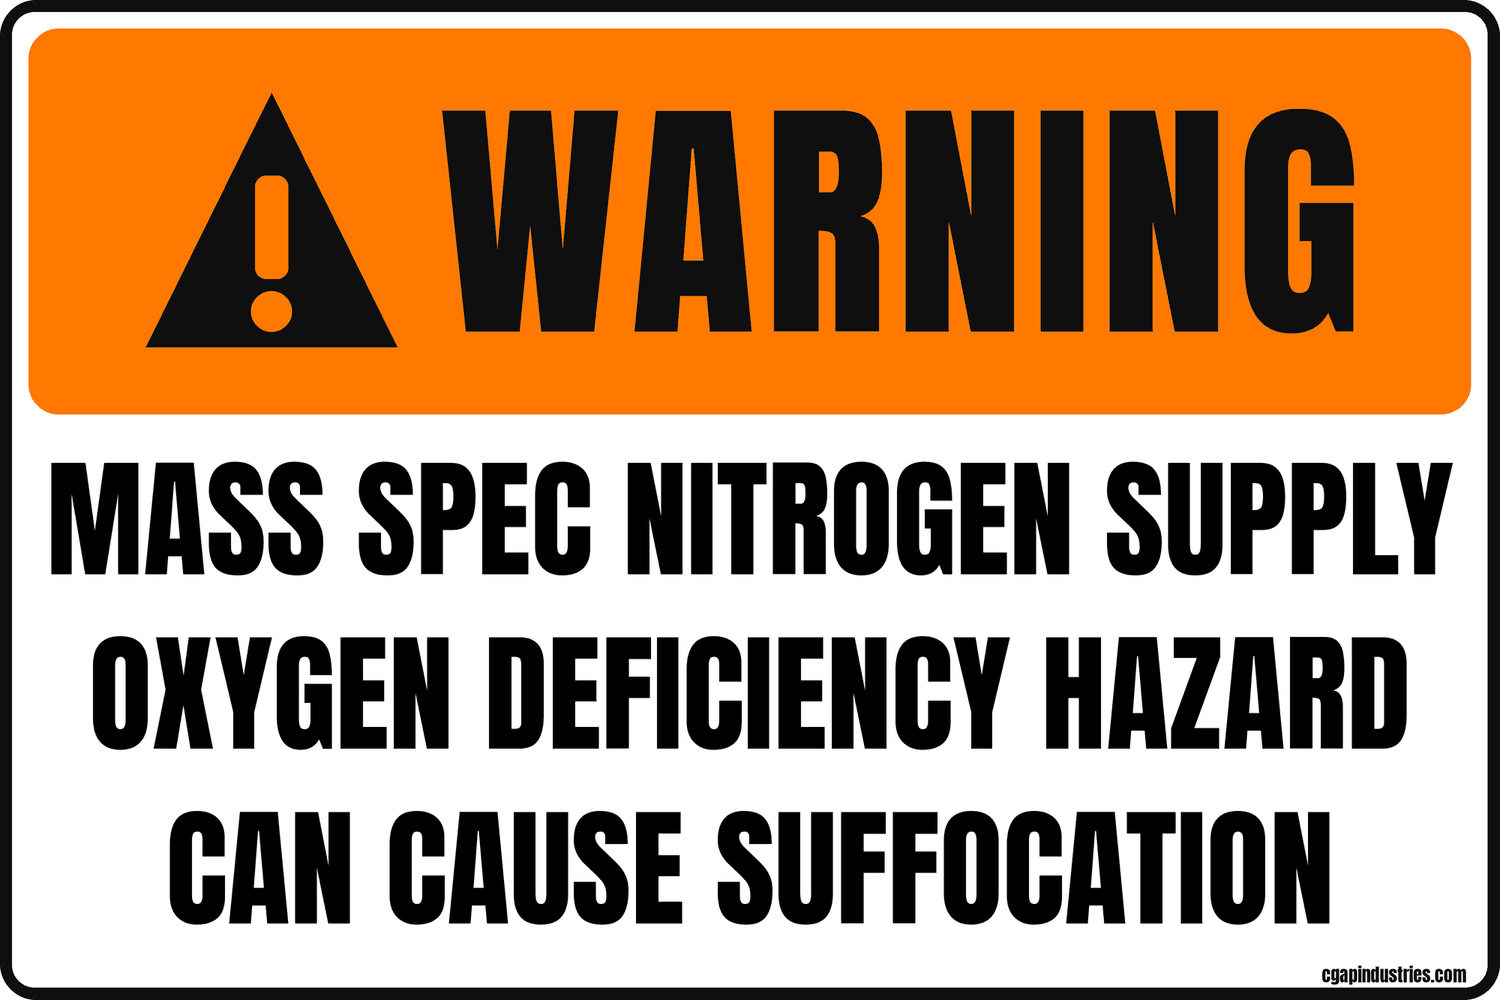 WARNING
MASS SPEC NITROGEN SUPPLY
OXYGEN DEFICIENCY HAZARD
CAN CAUSE SUFFOCATION
cgapindustries.com